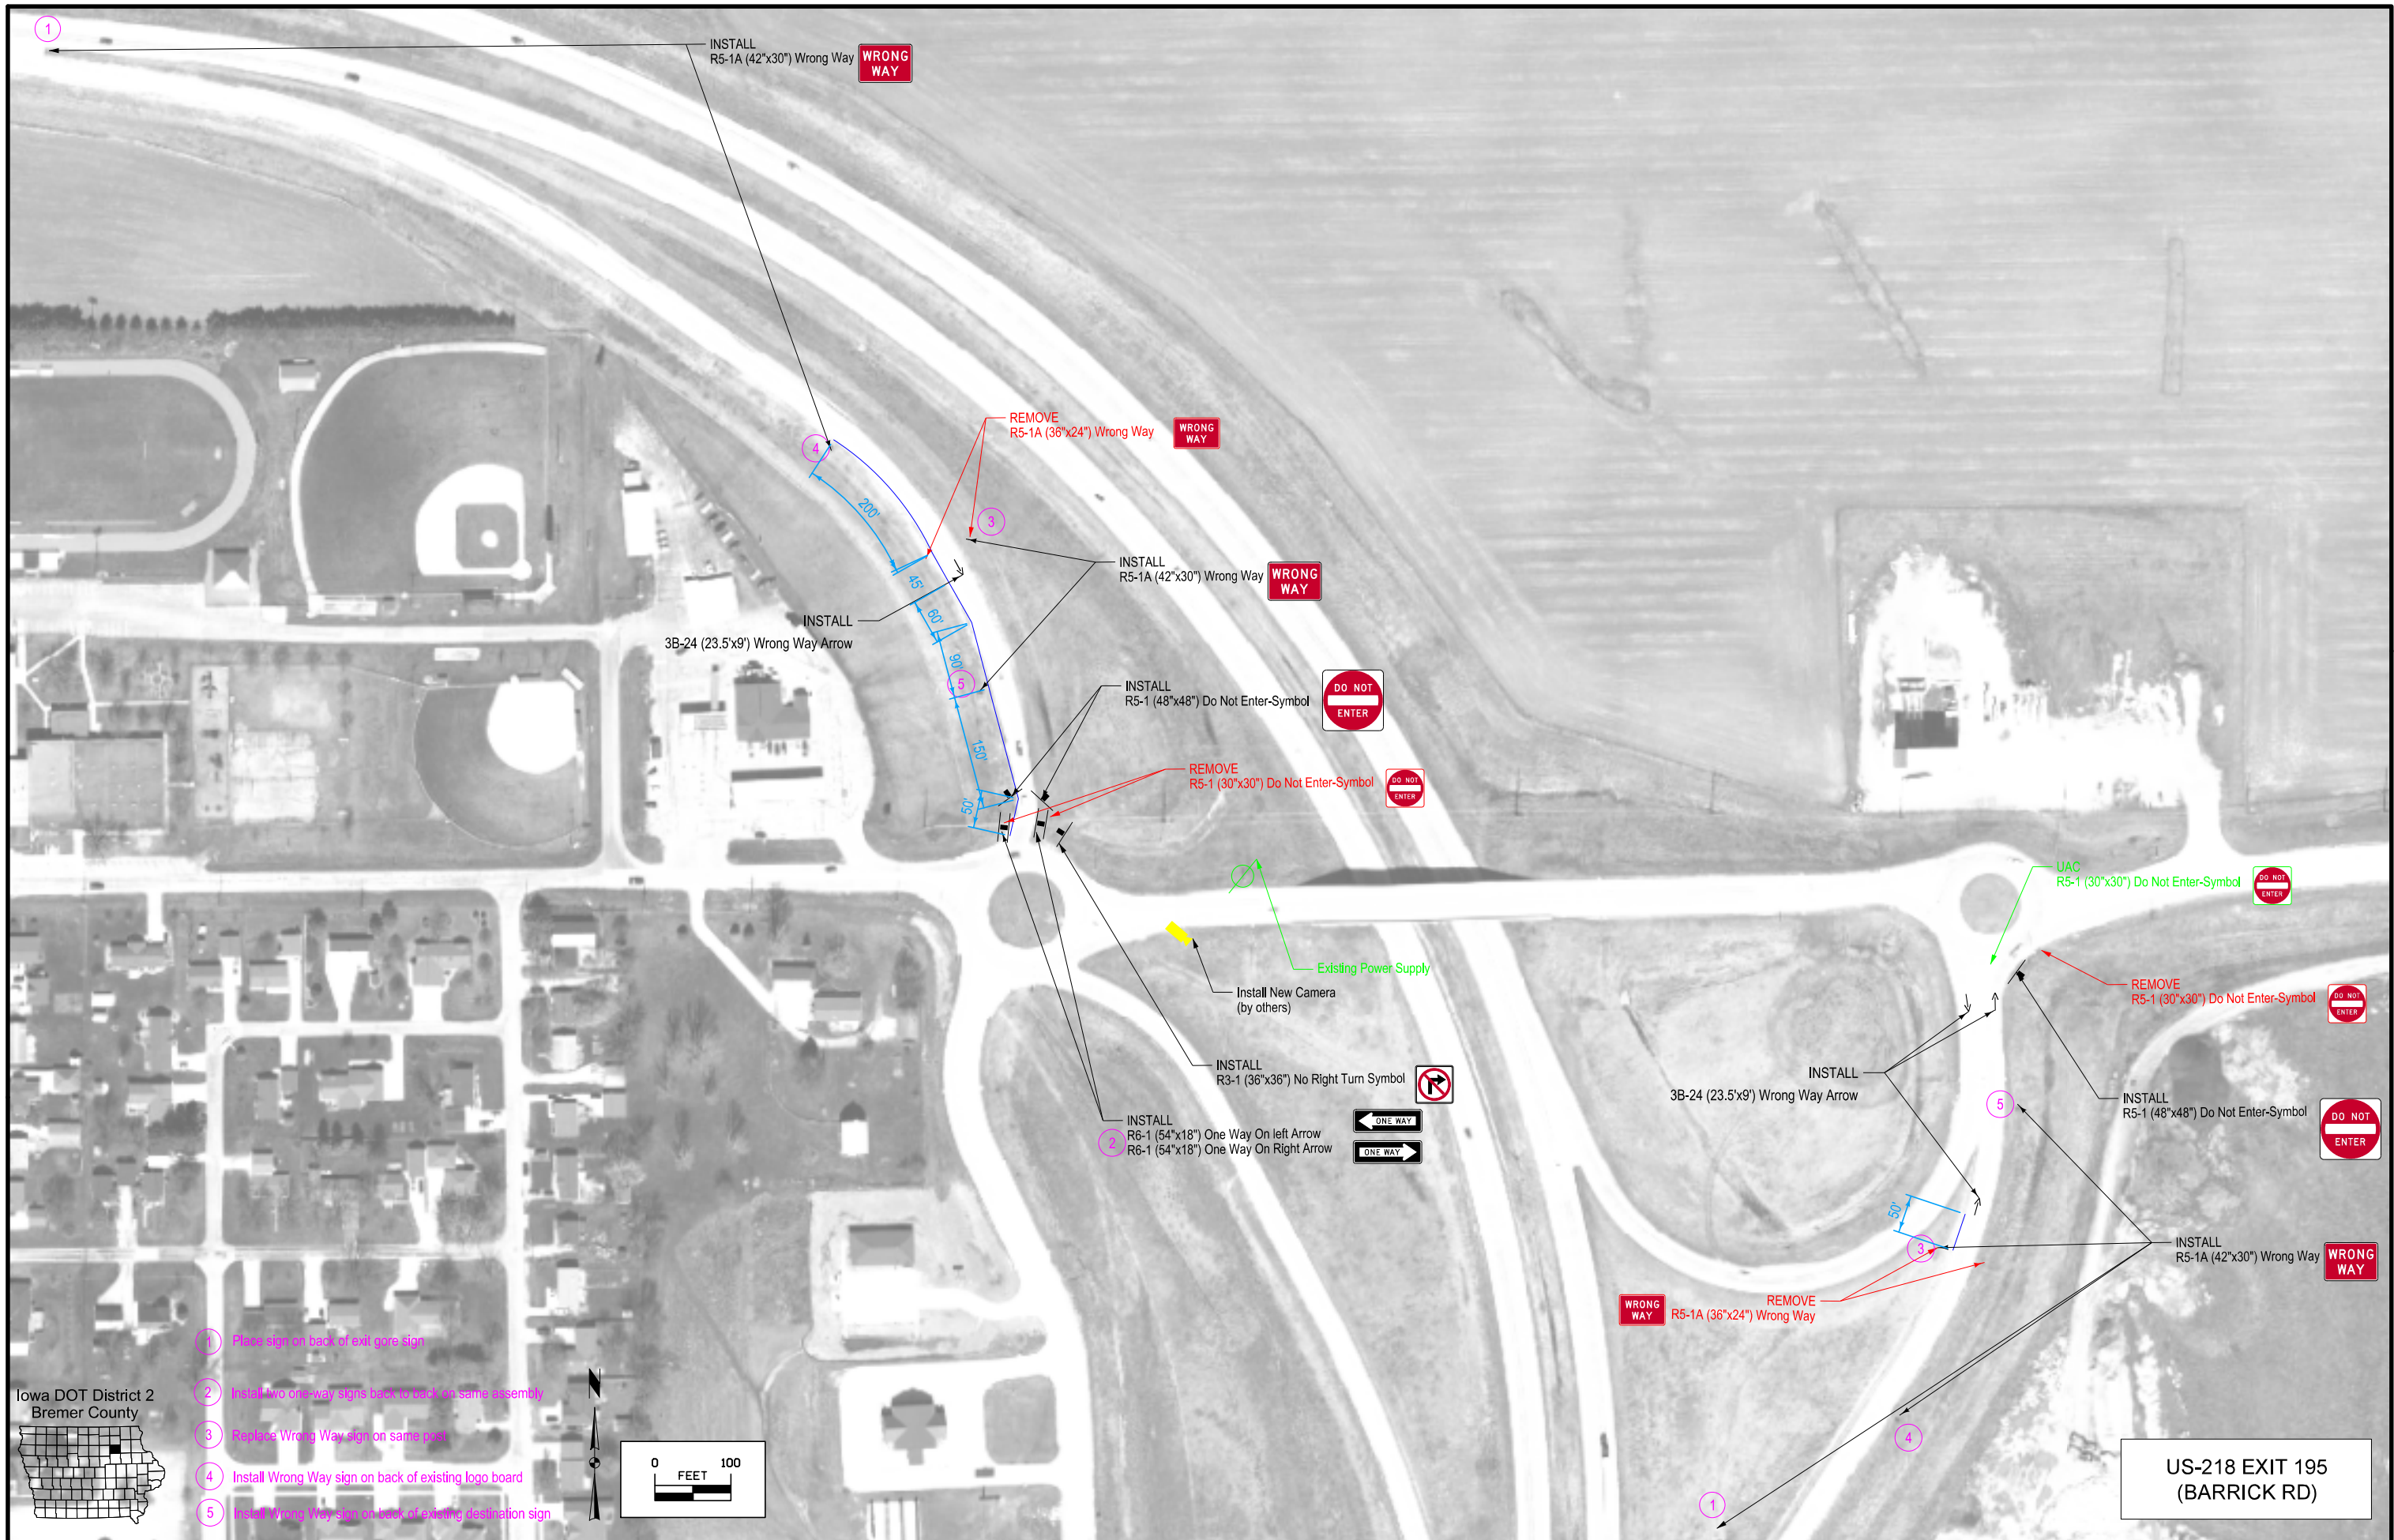 1
INSTALL
R5-1A (42"x30") Wrong Way
WRONG
WAY
REMOVE
R5-1A (36"x24") Wrong Way
WRONG
WAY
4
200'
3
45'
INSTALL
R5-1A (42"x30") Wrong Way
WRONG
WAY
60'
INSTALL
3B-24 (23.5'x9') Wrong Way Arrow
90'
5
INSTALL
R5-1 (48"x48") Do Not Enter-Symbol
DO NOT
ENTER
150'
REMOVE
R5-1 (30"x30") Do Not Enter-Symbol
DO NOT
ENTER
50'
UAC
R5-1 (30"x30") Do Not Enter-Symbol
DO NOT
ENTER
Existing Power Supply
Install New Camera
(by others)
REMOVE
R5-1 (30"x30") Do Not Enter-Symbol
DO NOT
ENTER
INSTALL
R3-1 (36"x36") No Right Turn Symbol
INSTALL
3B-24 (23.5'x9') Wrong Way Arrow
5
INSTALL
R5-1 (48"x48") Do Not Enter-Symbol
DO NOT
ENTER
2
INSTALL
R6-1 (54"x18") One Way On left Arrow
R6-1 (54"x18") One Way On Right Arrow
ONE WAY
ONE WAY
50'
3
INSTALL
R5-1A (42"x30") Wrong Way
WRONG
WAY
WRONG
WAY
REMOVE
R5-1A (36"x24") Wrong Way
4
1
1 Place sign on back of exit gore sign
2 Install two one-way signs back to back on same assembly
3 Replace Wrong Way sign on same post
4 Install Wrong Way sign on back of existing logo board
5 Install Wrong Way sign on back of existing destination sign
Iowa DOT District 2
Bremer County
N
0 100
FEET
US-218 EXIT 195
(BARRICK RD)